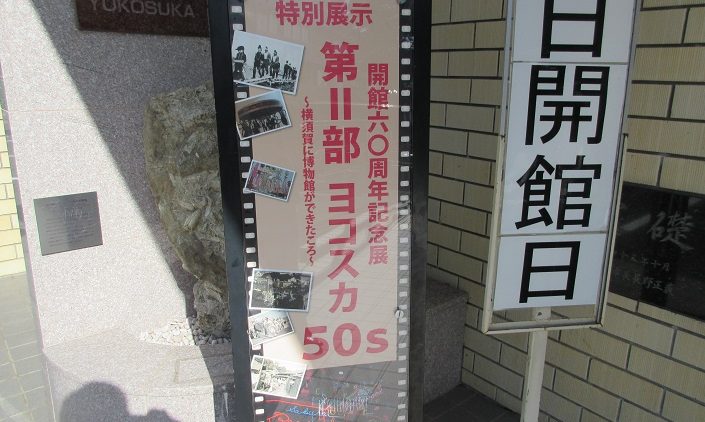 YOKOSUKA
特別展示
開館六〇周年記念展
第II部 ヨコスカ
50s
～横須賀に博物館ができたころ～
日開館日
礎